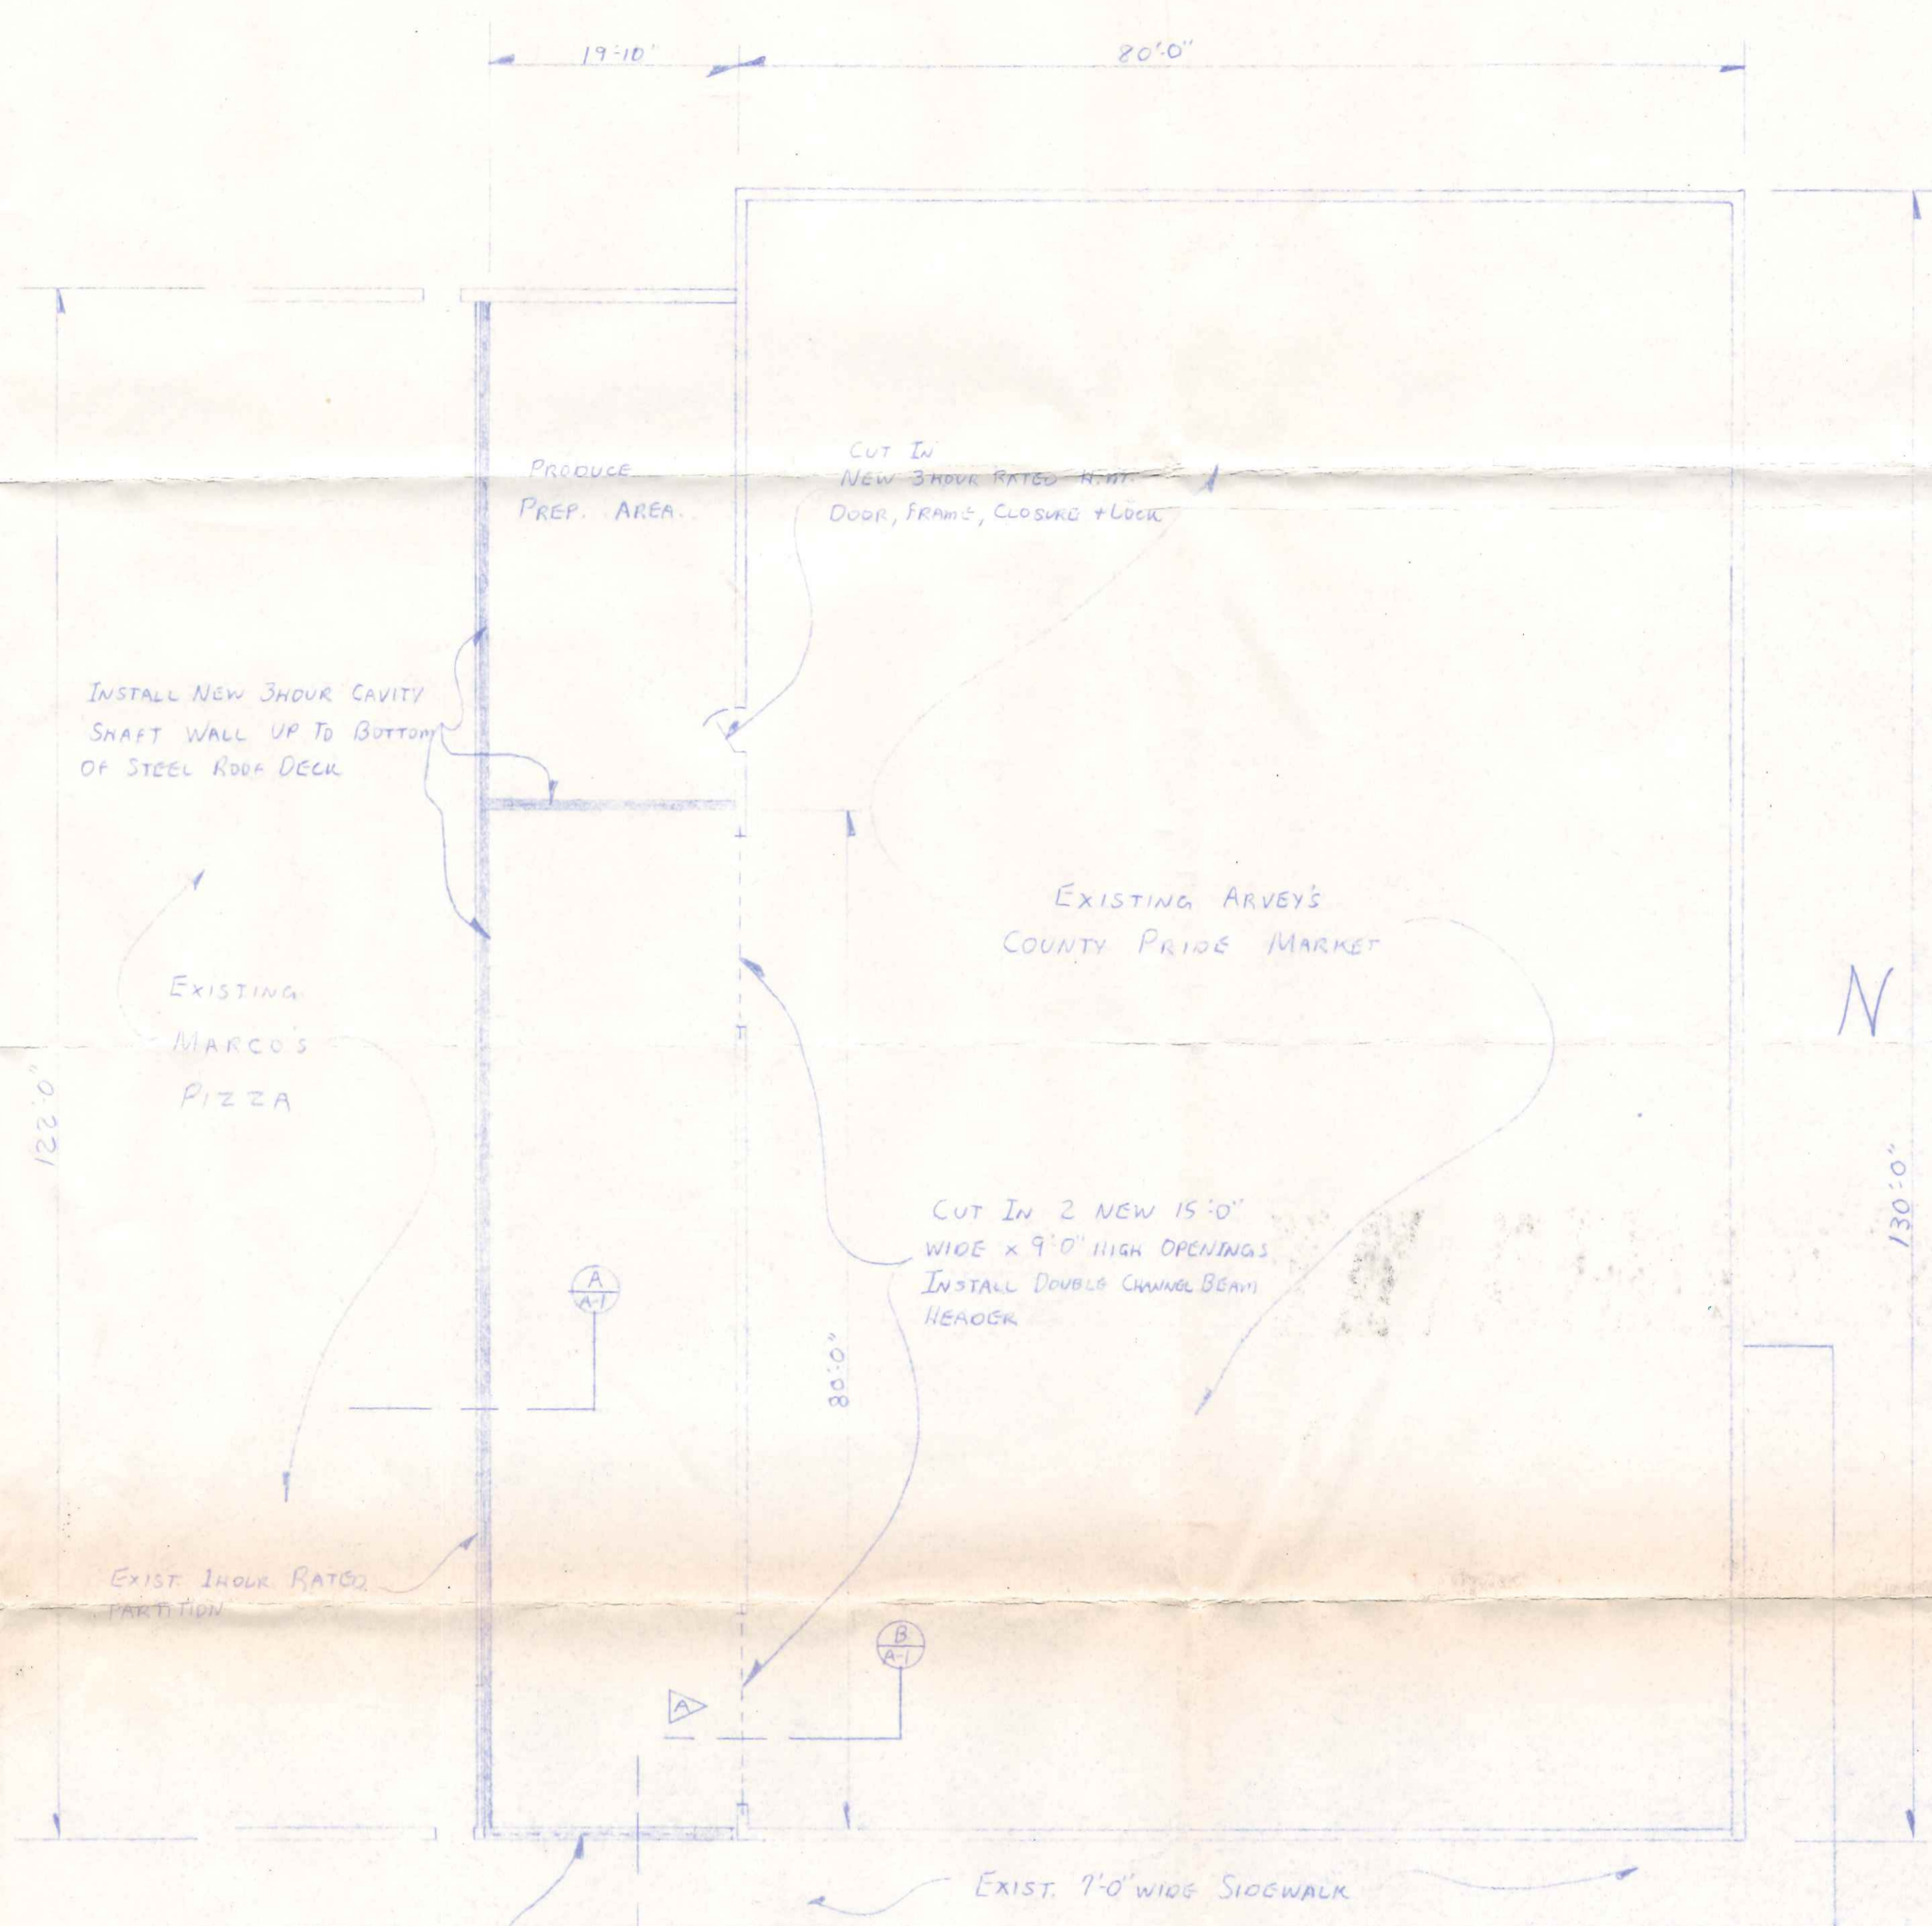 19'-10"
80'-0"
CUT IN
NEW 3 HOUR RATED H.M.
DOOR, FRAME, CLOSURE + LOCK
PRODUCE
PREP. AREA.
INSTALL NEW 3 HOUR CAVITY
SHAFT WALL UP TO BOTTOM
OF STEEL ROOF DECK
EXISTING ARVEY'S
COUNTY PRIDE MARKET
EXISTING
MARCO'S
PIZZA
N
122'-0"
130'-0"
CUT IN 2 NEW 15'-0"
WIDE x 9'-0" HIGH OPENINGS
INSTALL DOUBLE CHANNEL BEAM
HEADER
A
A-1
80'-0"
EXIST. 1 HOUR RATED
PARTITION
B
A-1
A
EXIST. 7'-0" WIDE SIDEWALK